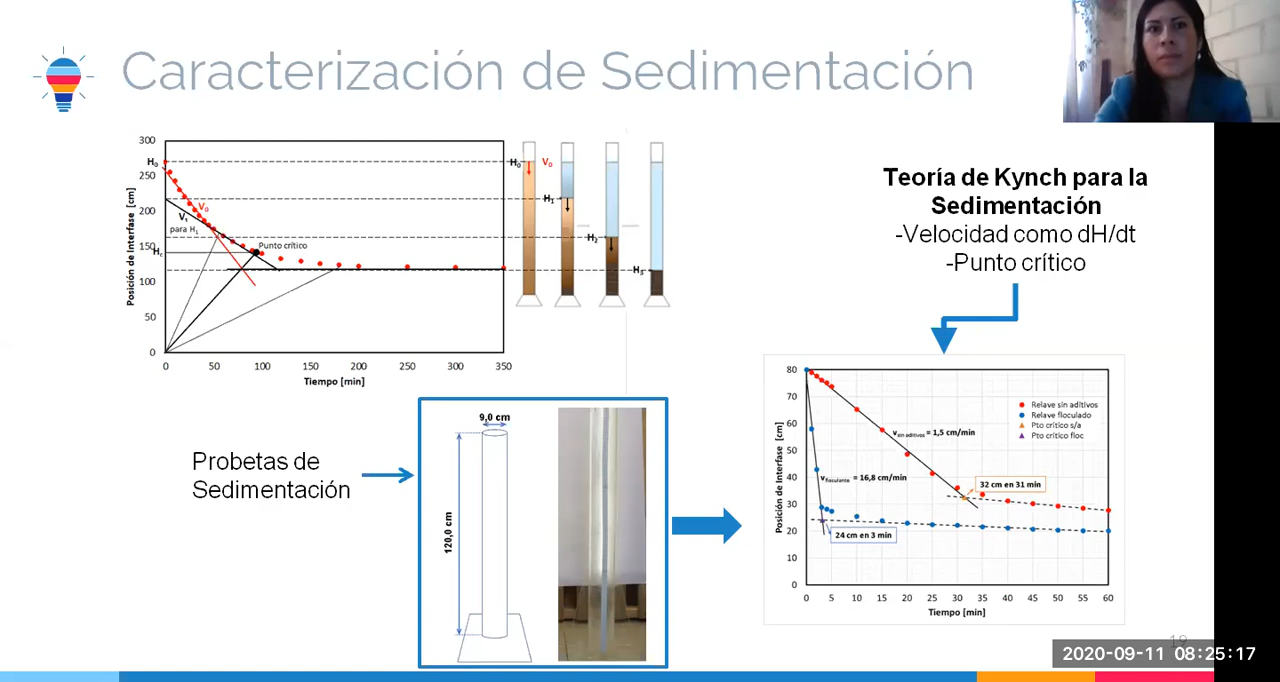 Caracterización de Sedimentación
300
250
200
150
100
50
0
H₀
Hc
Posición de Interfase [cm]
V₀
V₁
para H₁
Punto crítico
0 50 100 150 200 250 300 350
Tiempo [min]
H₀
V₀
H₁
H₂
H₃
Teoría de Kynch para la
Sedimentación
-Velocidad como dH/dt
-Punto crítico
Probetas de
Sedimentación
9,0 cm
120,0 cm
80
70
60
50
40
30
20
10
0
Posición de Interfase [cm]
Relave sin aditivos
Relave floculado
Pto crítico s/a
Pto crítico floc
v sin aditivos = 1,5 cm/min
v floculante = 16,8 cm/min
32 cm en 31 min
24 cm en 3 min
0 5 10 15 20 25 30 35 40 45 50 55 60
Tiempo [min]
19
2020-09-11 08:25:17